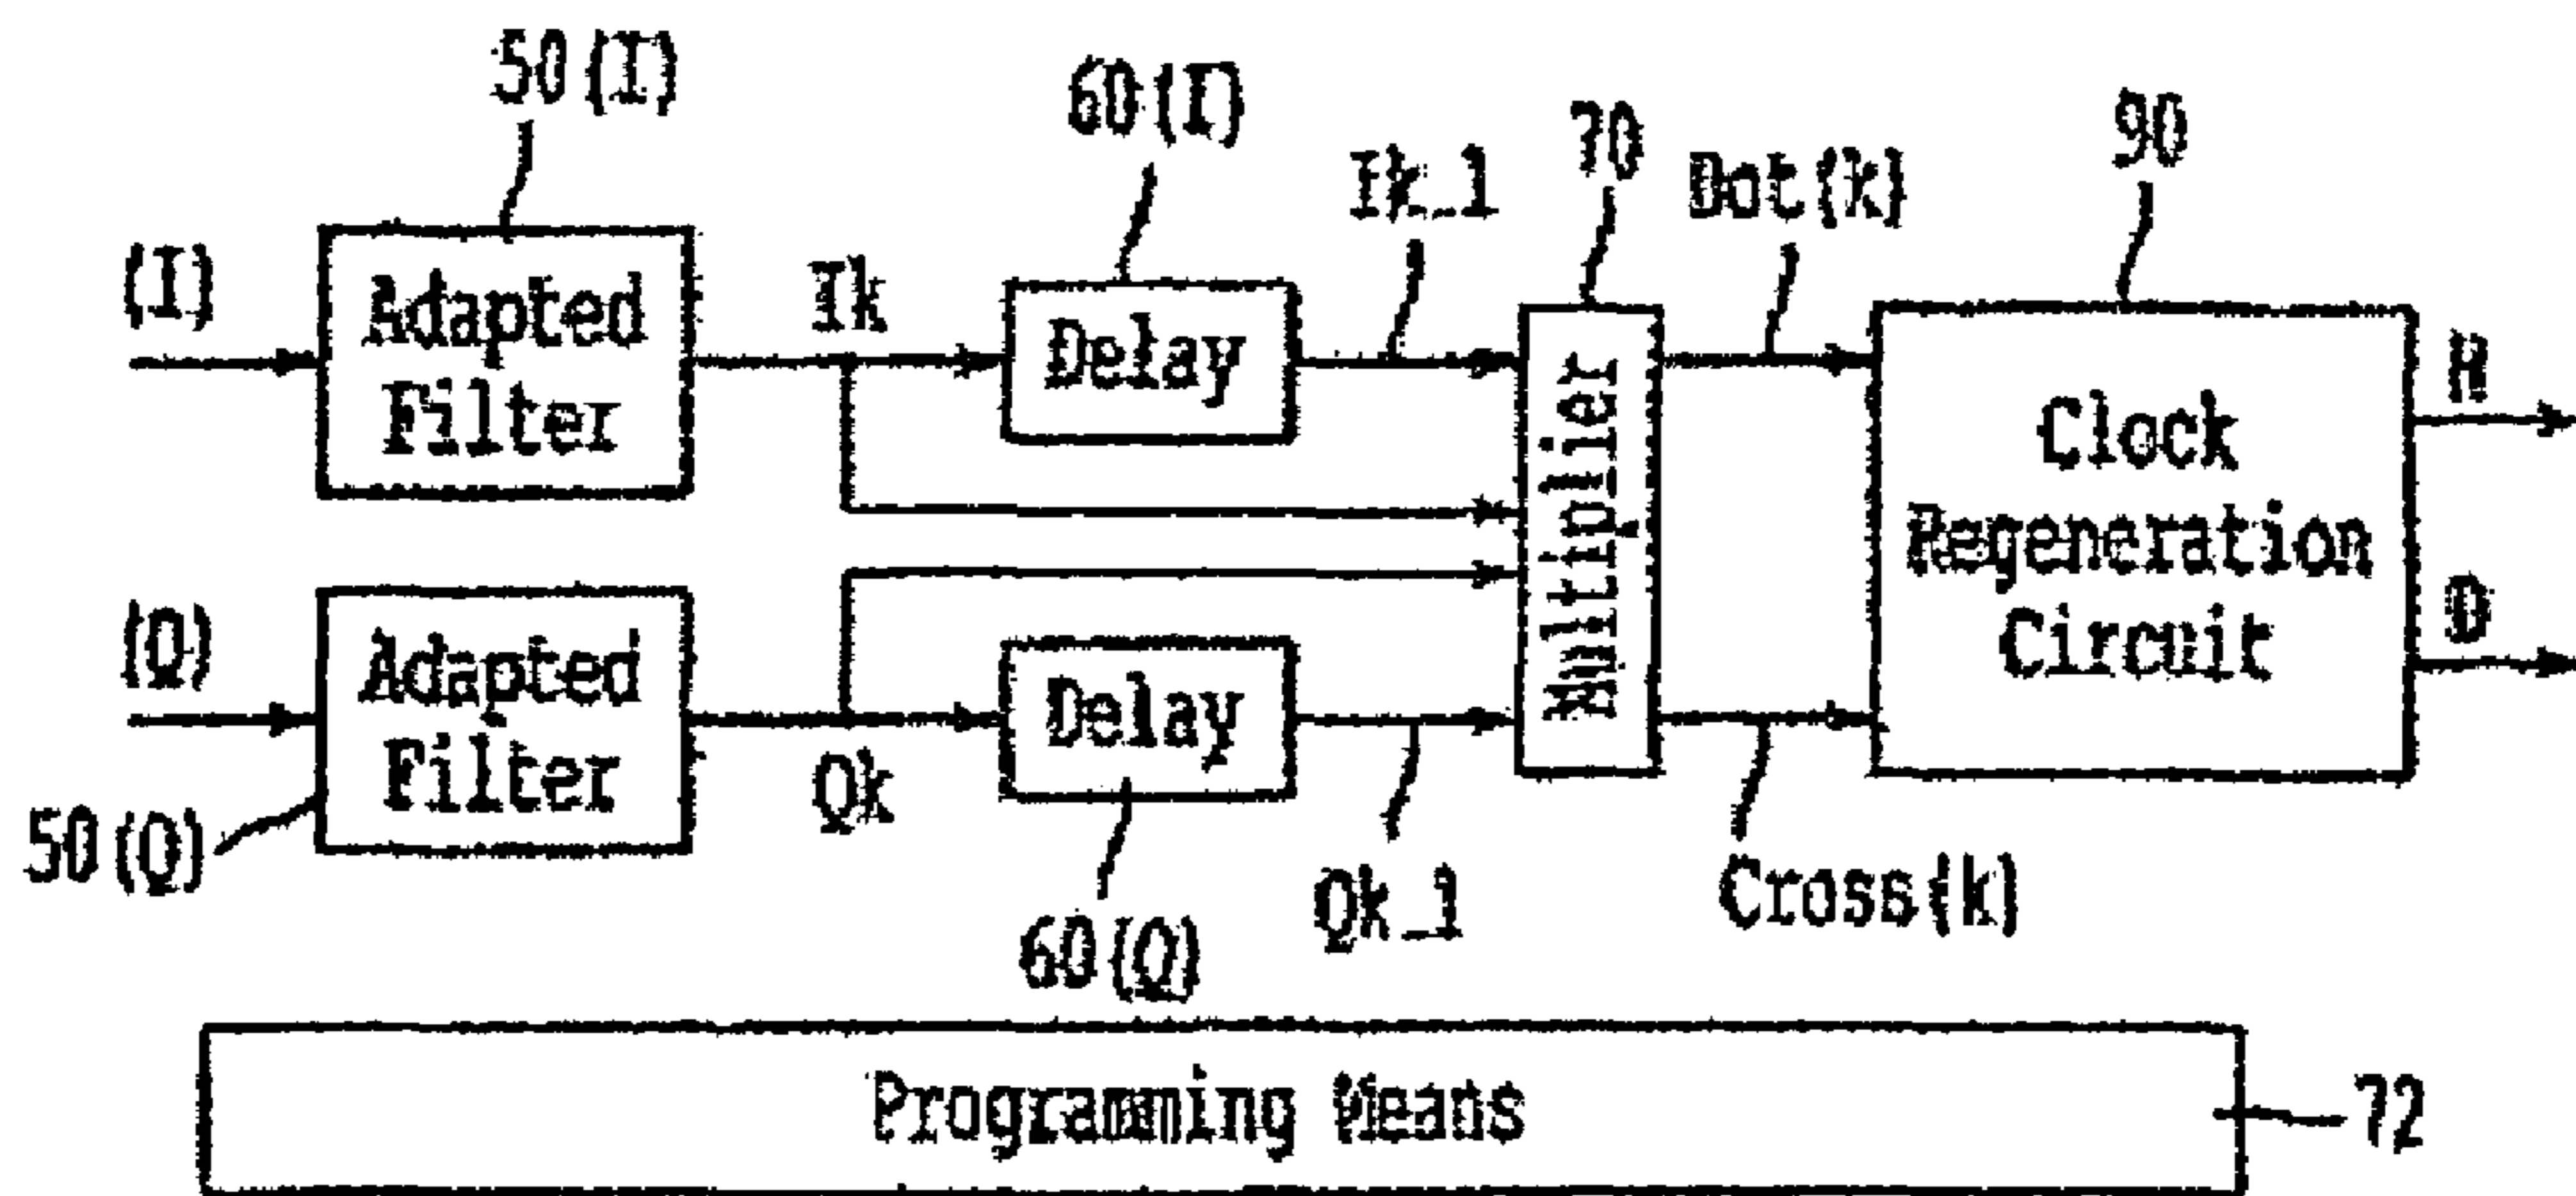 50(I)
60(I)
Ik_1
70
Dot(k)
90
(I)
Adapted
Filter
Ik
Delay
Multiplier
Clock
Regeneration
Circuit
H
D
(Q)
Adapted
Filter
Qk
Delay
50(Q)
60(Q)
Qk_1
Cross(k)
Programming Means
72